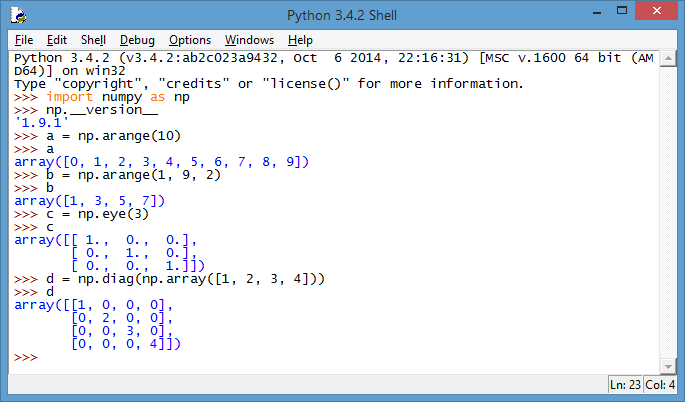 Python 3.4.2 Shell
File Edit Shell Debug Options Windows Help
Python 3.4.2 (v3.4.2:ab2c023a9432, Oct  6 2014, 22:16:31) [MSC v.1600 64 bit (AM
D64)] on win32
Type "copyright", "credits" or "license()" for more information.
>>> import numpy as np
>>> np.__version__
'1.9.1'
>>> a = np.arange(10)
>>> a
array([0, 1, 2, 3, 4, 5, 6, 7, 8, 9])
>>> b = np.arange(1, 9, 2)
>>> b
array([1, 3, 5, 7])
>>> c = np.eye(3)
>>> c
array([[ 1.,  0.,  0.],
       [ 0.,  1.,  0.],
       [ 0.,  0.,  1.]])
>>> d = np.diag(np.array([1, 2, 3, 4]))
>>> d
array([[1, 0, 0, 0],
       [0, 2, 0, 0],
       [0, 0, 3, 0],
       [0, 0, 0, 4]])
>>>
Ln: 23 Col: 4